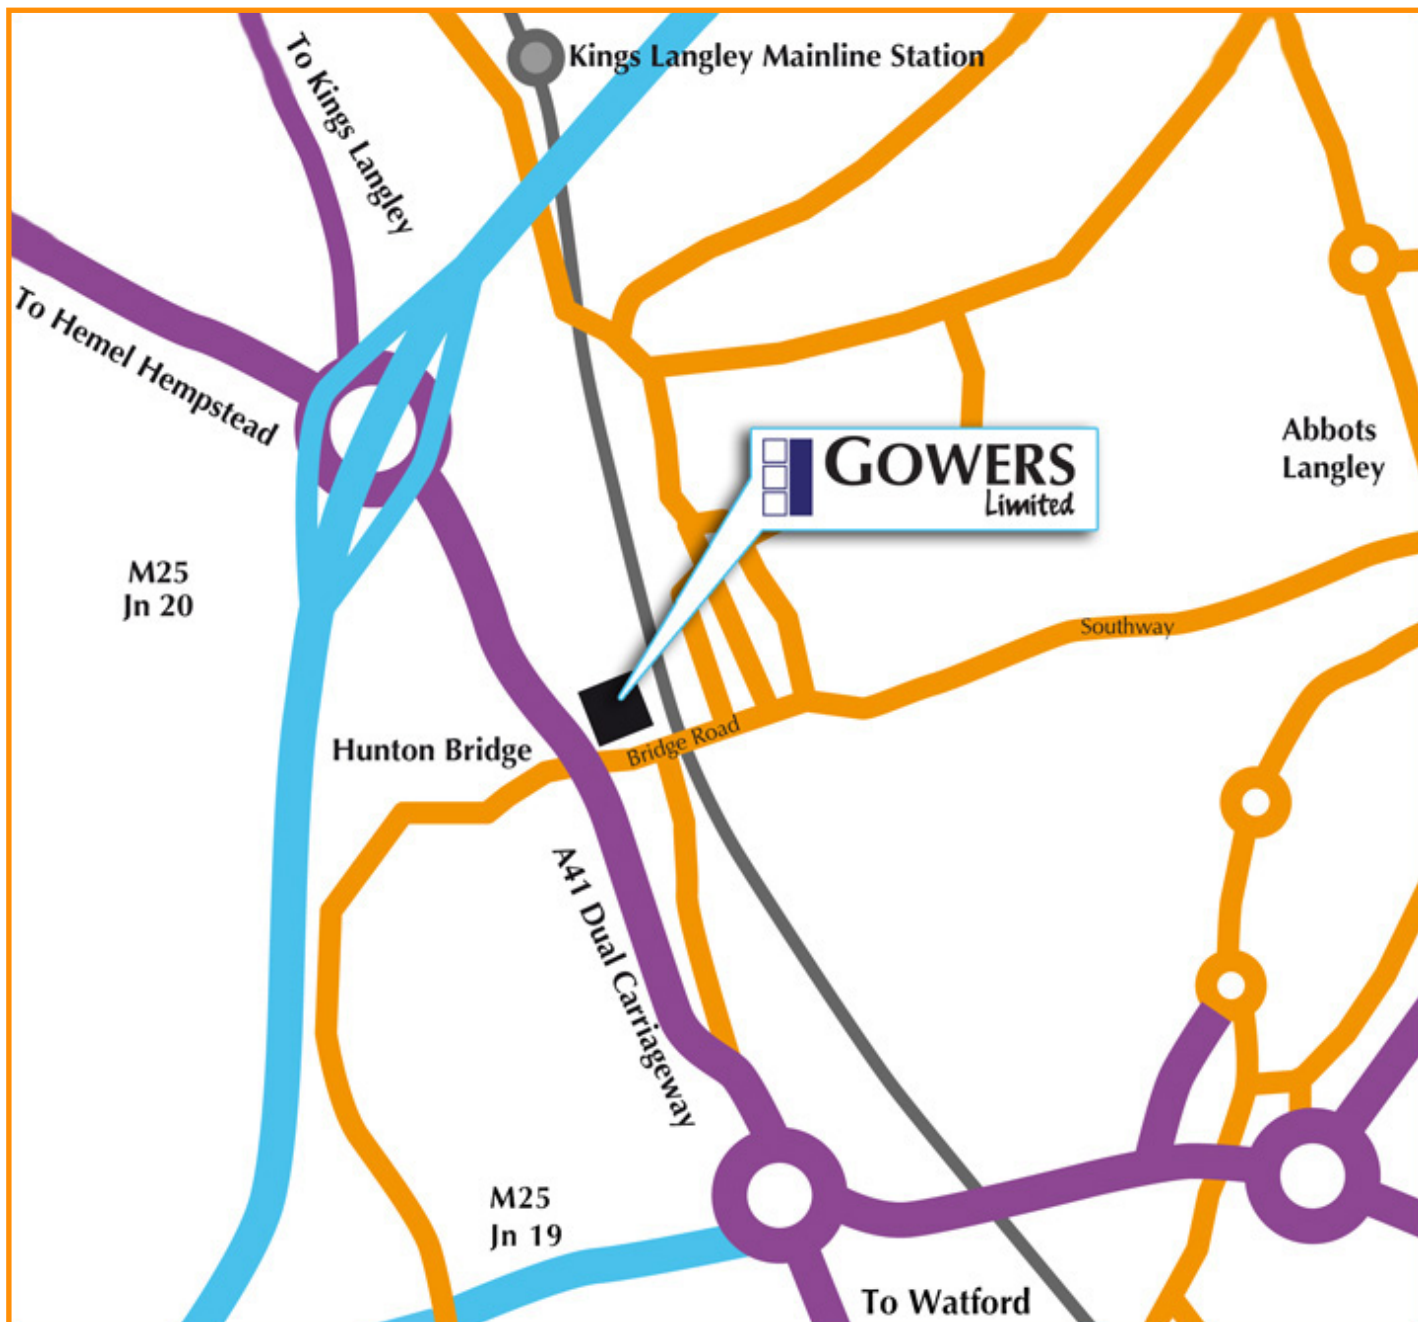 Kings Langley Mainline Station
To Kings Langley
To Hemel Hempstead
GOWERS
Limited
Abbots
Langley
M25
Jn 20
Southway
Bridge Road
Hunton Bridge
A41 Dual Carriageway
M25
Jn 19
To Watford